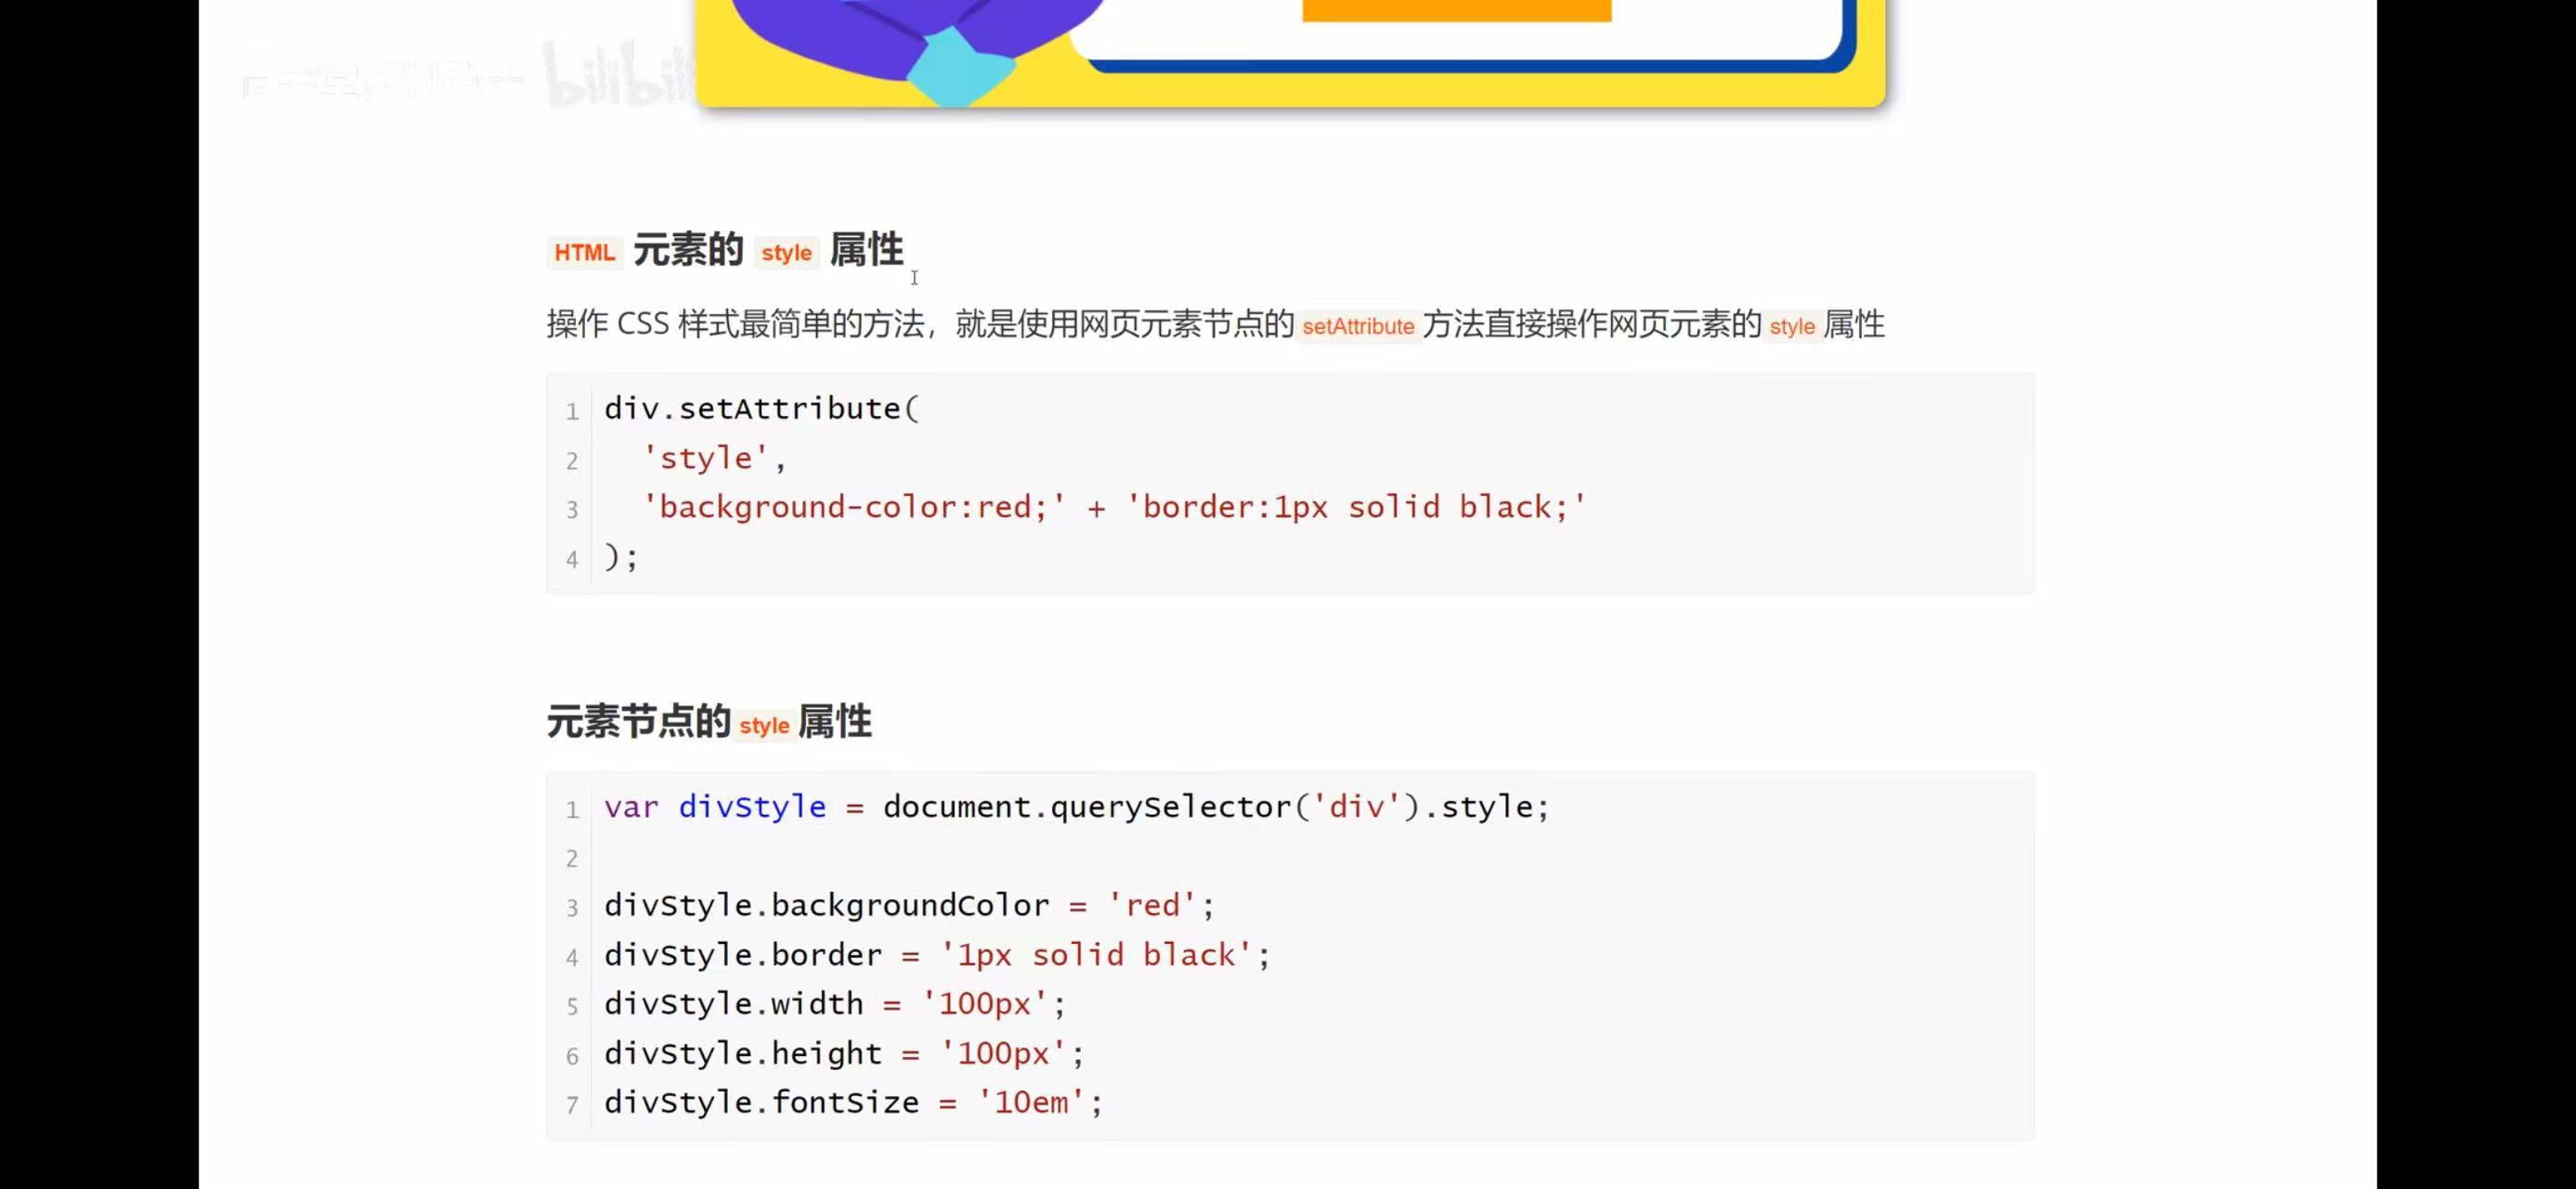 bilibili
HTML 元素的 style 属性
操作 CSS 样式最简单的方法，就是使用网页元素节点的 setAttribute 方法直接操作网页元素的 style 属性
1 div.setAttribute(
2   'style',
3   'background-color:red;' + 'border:1px solid black;'
4 );
元素节点的 style 属性
1 var divStyle = document.querySelector('div').style;
2
3 divStyle.backgroundColor = 'red';
4 divStyle.border = '1px solid black';
5 divStyle.width = '100px';
6 divStyle.height = '100px';
7 divStyle.fontSize = '10em';